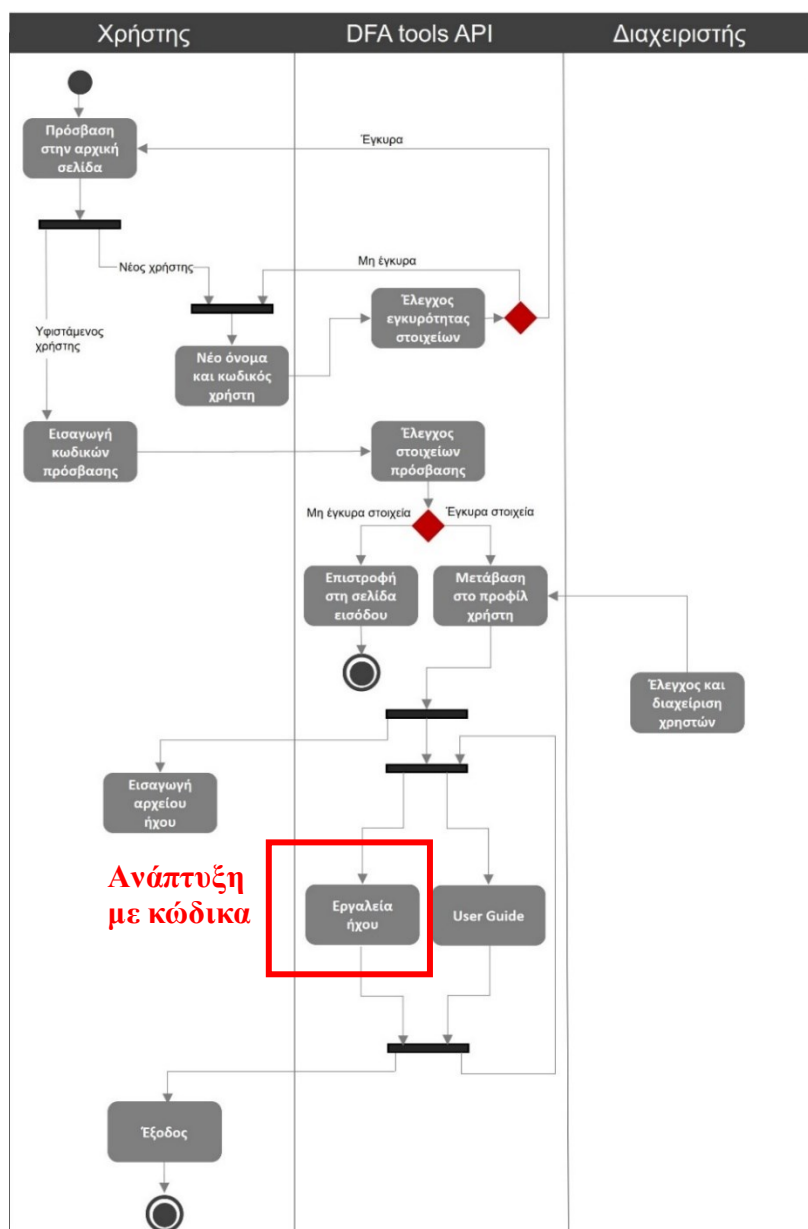 Χρήστης
DFA tools API
Διαχειριστής
Πρόσβαση
στην αρχική
σελίδα
Έγκυρα
Νέος χρήστης
Μη έγκυρα
Υφιστάμενος
χρήστης
Έλεγχος
εγκυρότητας
στοιχείων
Νέο όνομα
και κωδικός
χρήστη
Εισαγωγή
κωδικών
πρόσβασης
Έλεγχος
στοιχείων
πρόσβασης
Μη έγκυρα στοιχεία
Έγκυρα στοιχεία
Επιστροφή
στη σελίδα
εισόδου
Μετάβαση
στο προφίλ
χρήστη
Έλεγχος και
διαχείριση
χρηστών
Εισαγωγή
αρχείου
ήχου
Ανάπτυξη
με κώδικα
Εργαλεία
ήχου
User Guide
Έξοδος